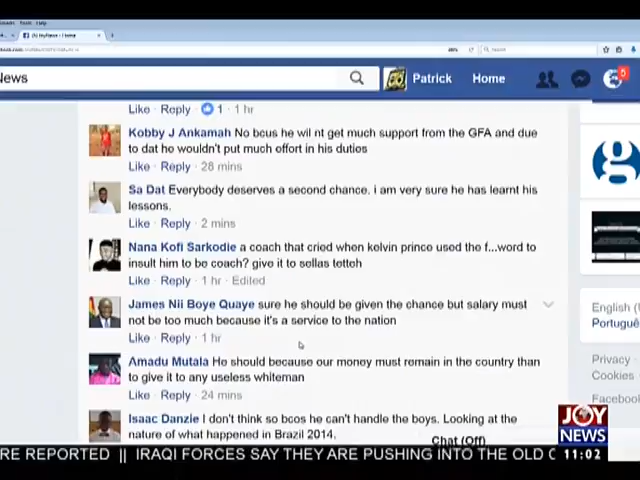 (1) MyNews | Home
News
Patrick Home
5
Like · Reply · 1 · 1 hr
Kobby J Ankamah No bcus he wil nt get much support from the GFA and due
to dat he wouldn't put much effort in his dutios
Like · Reply · 28 mins
Sa Dat Everybody deserves a second chance. i am very sure he has learnt his
lessons.
Like · Reply · 2 mins
Nana Kofi Sarkodie a coach that cried when kelvin prince used the f...word to
insult him to be coach? give it to sellas tetteh
Like · Reply · 1 hr · Edited
James Nii Boye Quaye sure he should be given the chance but salary must
not be too much because it's a service to the nation
Like · Reply · 1 hr
Amadu Mutala He should because our money must remain in the country than
to give it to any useless whiteman
Like · Reply · 24 mins
Isaac Danzie I don't think so bcos he can't handle the boys. Looking at the
nature of what happened in Brazil 2014.
English (
Portuguê
Privacy ·
Cookies ·
Facebook
Chat (Off)
JOY
NEWS
11:02
RE REPORTED || IRAQI FORCES SAY THEY ARE PUSHING INTO THE OLD C